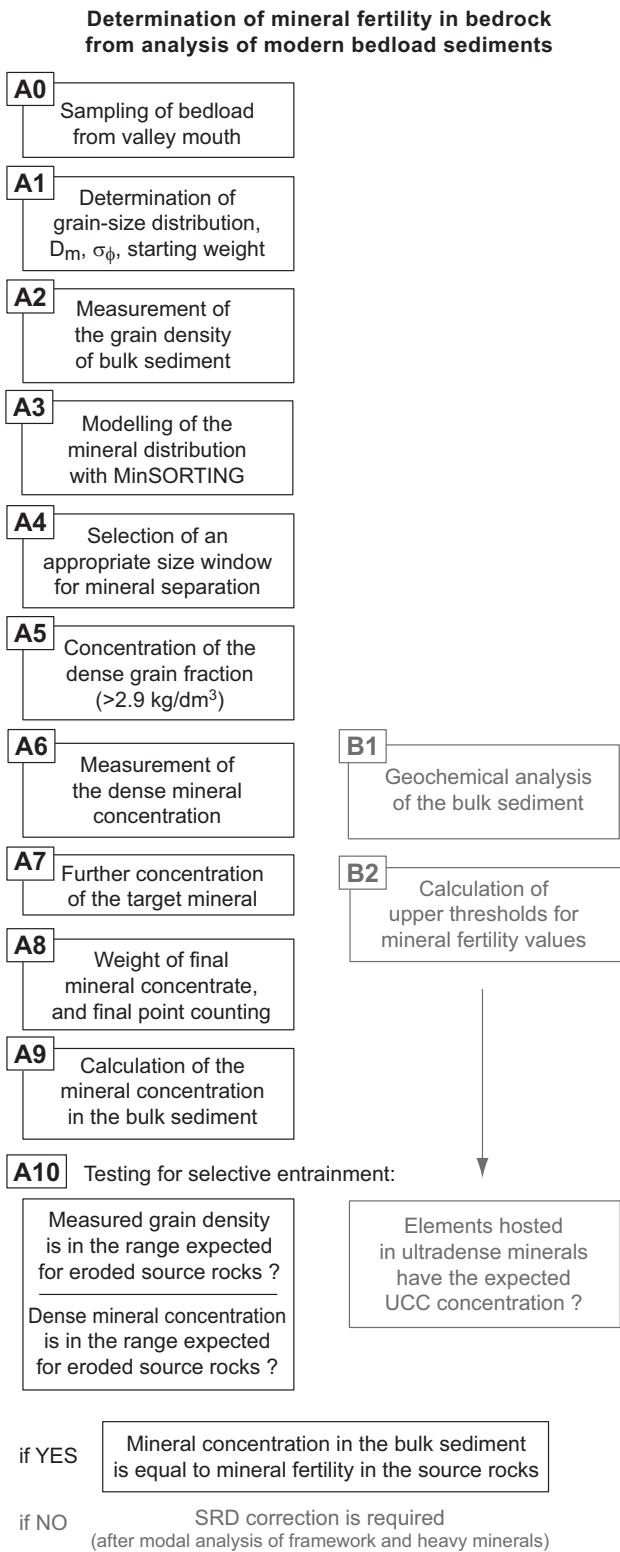 Determination of mineral fertility in bedrock
from analysis of modern bedload sediments
A0
Sampling of bedload
from valley mouth
A1
Determination of
grain-size distribution,
Dm, σϕ, starting weight
A2
Measurement of
the grain density
of bulk sediment
A3
Modelling of the
mineral distribution
with MinSORTING
A4
Selection of an
appropriate size window
for mineral separation
A5
Concentration of the
dense grain fraction
(>2.9 kg/dm³)
A6
Measurement of
the dense mineral
concentration
A7
Further concentration
of the target mineral
A8
Weight of final
mineral concentrate,
and final point counting
A9
Calculation of the
mineral concentration
in the bulk sediment
B1
Geochemical analysis
of the bulk sediment
B2
Calculation of
upper thresholds for
mineral fertility values
A10 Testing for selective entrainment:
Measured grain density
is in the range expected
for eroded source rocks ?
Dense mineral concentration
is in the range expected
for eroded source rocks ?
Elements hosted
in ultradense minerals
have the expected
UCC concentration ?
if YES
Mineral concentration in the bulk sediment
is equal to mineral fertility in the source rocks
if NO
SRD correction is required
(after modal analysis of framework and heavy minerals)